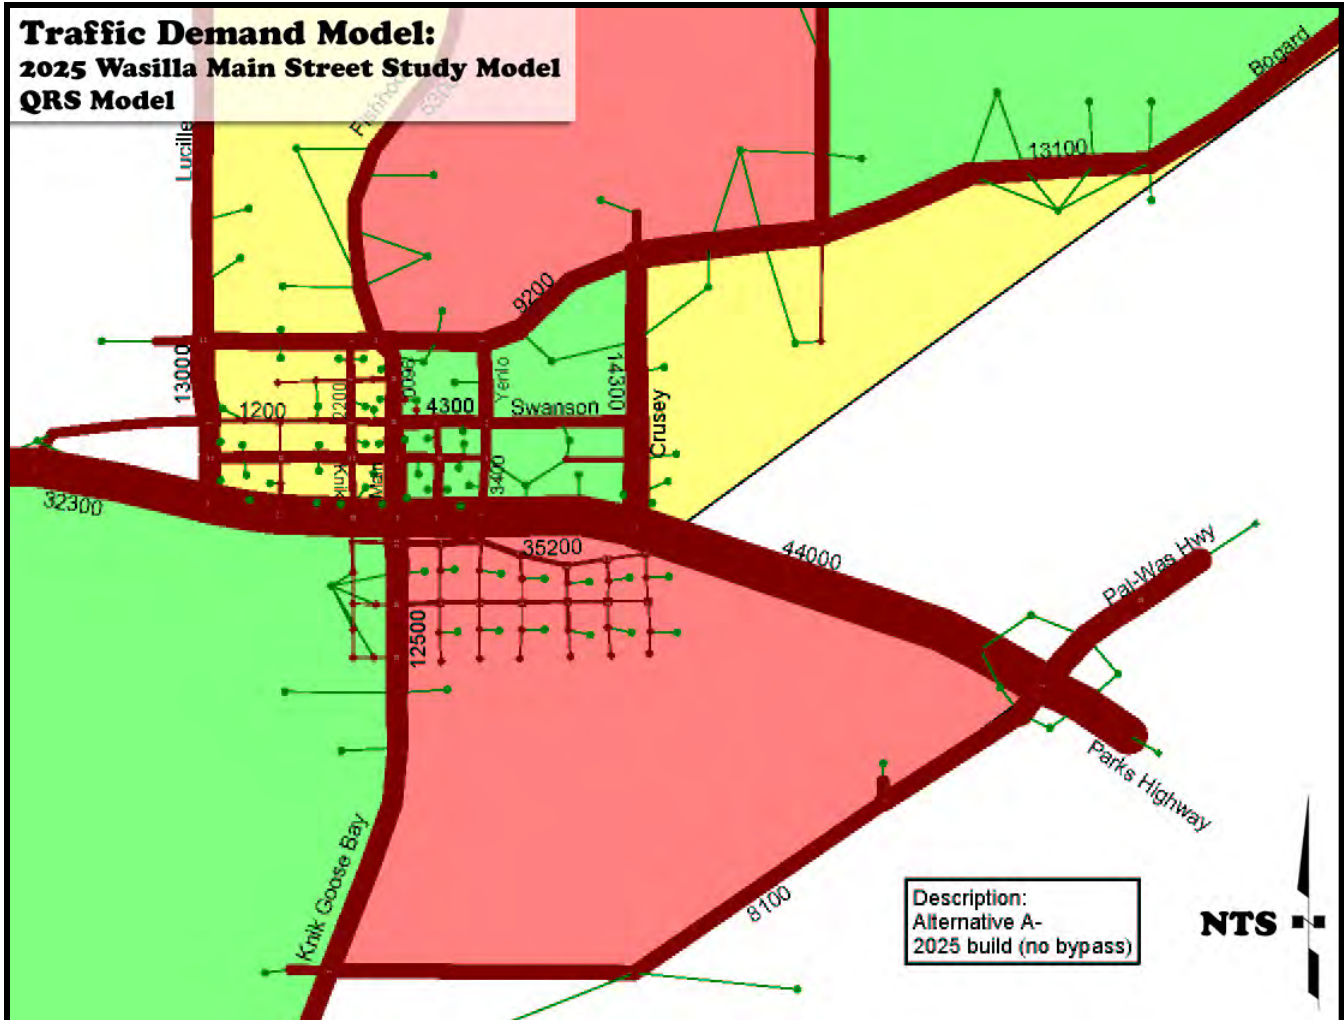 Traffic Demand Model:
2025 Wasilla Main Street Study Model
QRS Model
Bogard
Lucille
13100
9200
13000
2200
Yenlo
14300
1200
4300
Swanson
Crusey
Knik
Main
3400
32300
35200
44000
Pal-Was Hwy
12500
Parks Highway
Knik Goose Bay
8100
Description:
Alternative A-
2025 build (no bypass)
NTS